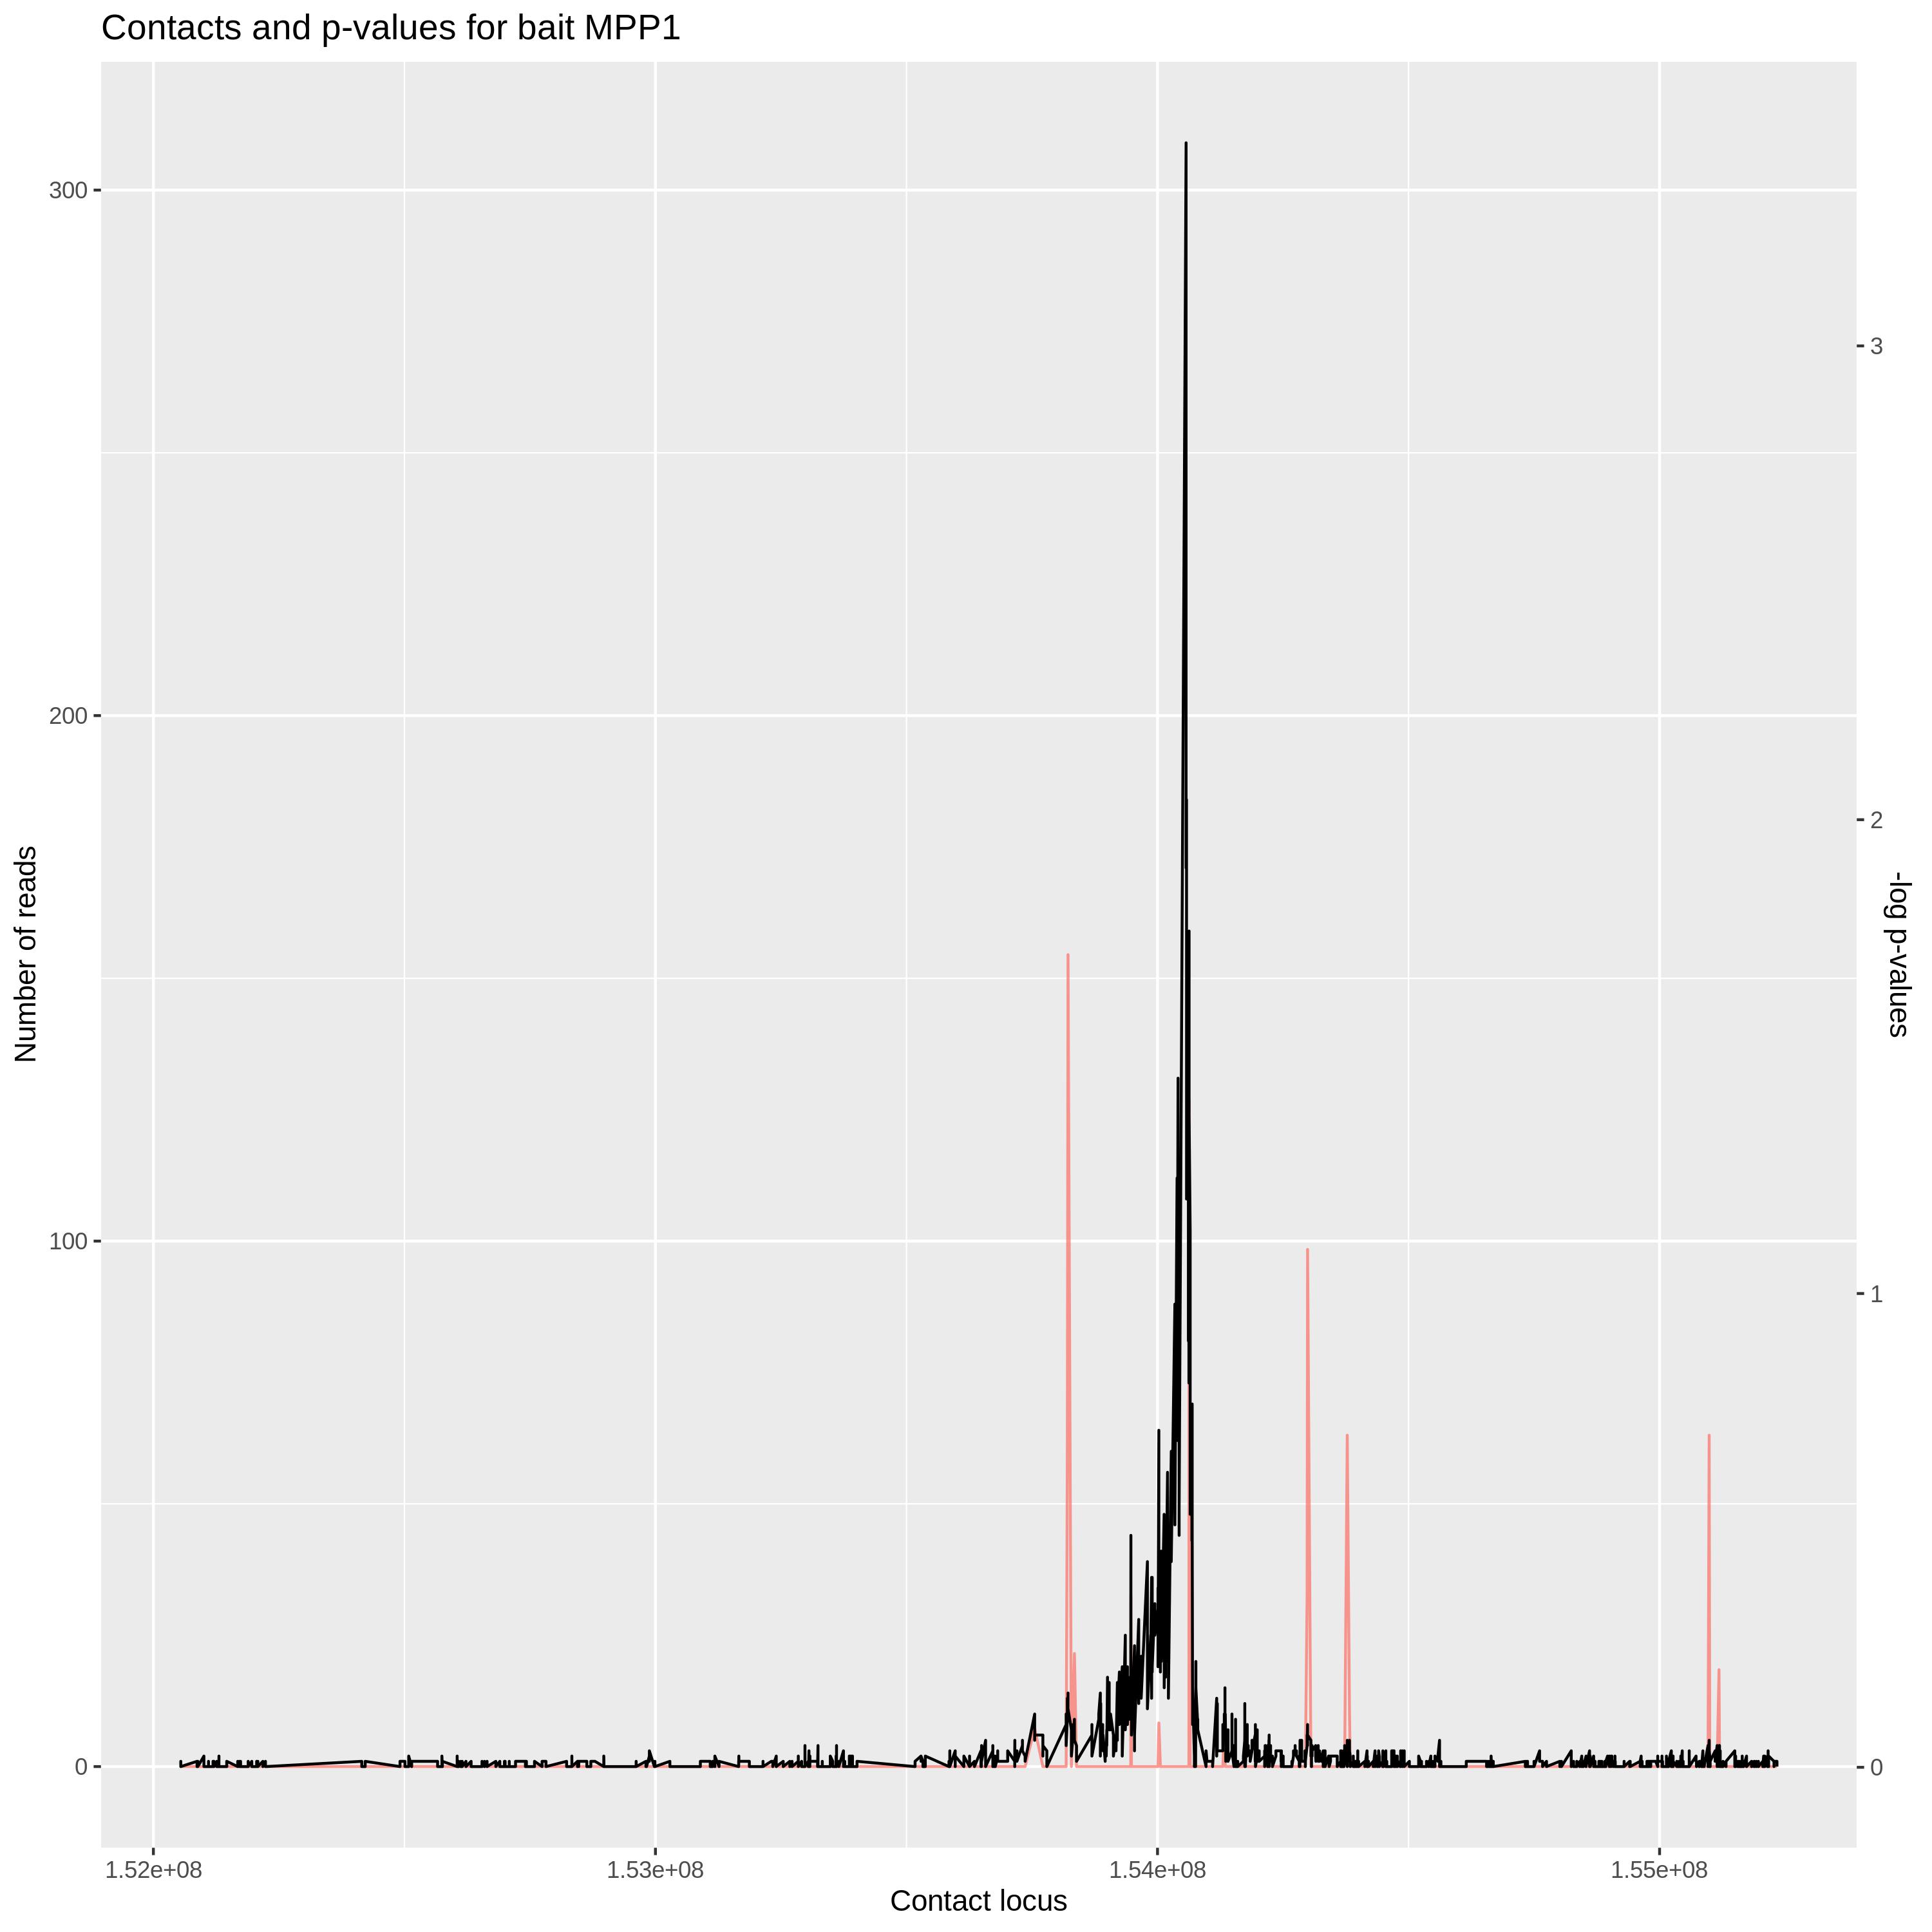 Contacts and p-values for bait MPP1
300
200
100
0
Number of reads
3
2
1
0
-log p-values
1.52e+08
1.53e+08
1.54e+08
1.55e+08
Contact locus